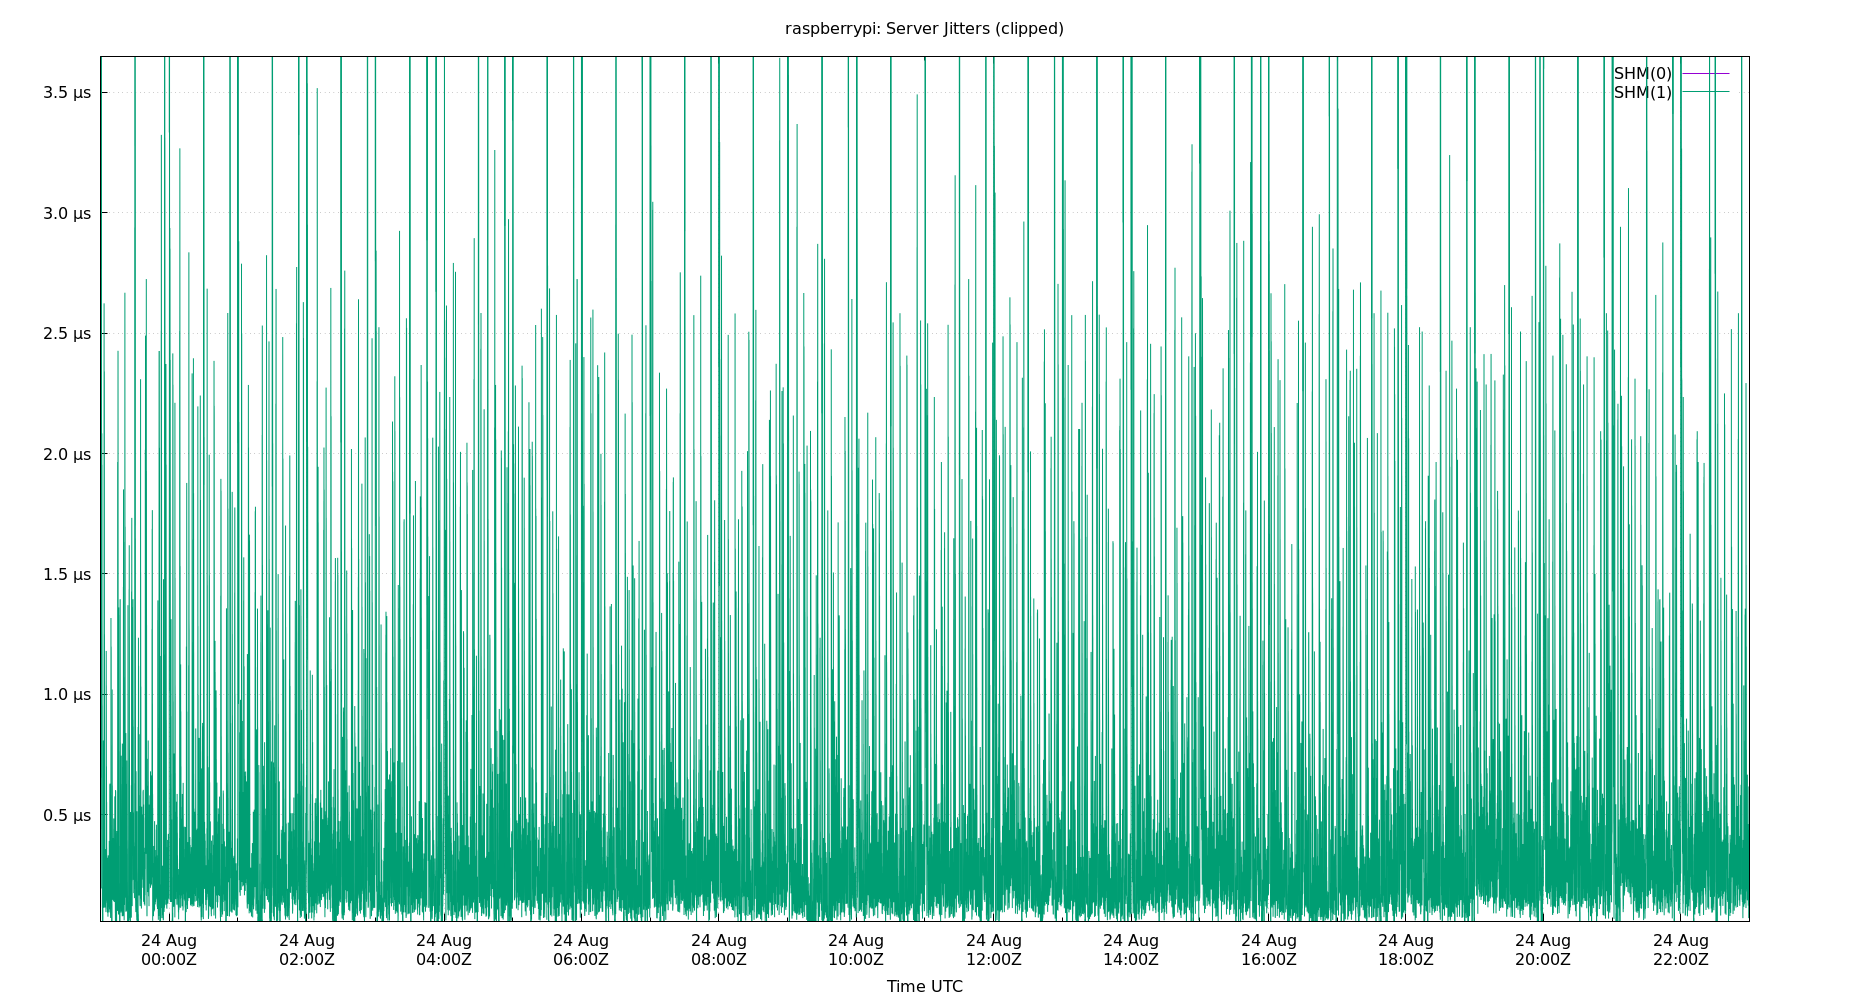 raspberrypi: Server Jitters (clipped)
SHM(0)
SHM(1)
3.5 μs
3.0 μs
2.5 μs
2.0 μs
1.5 μs
1.0 μs
0.5 μs
24 Aug 24 Aug 24 Aug 24 Aug 24 Aug 24 Aug 24 Aug 24 Aug 24 Aug 24 Aug 24 Aug 24 Aug
00:00Z 02:00Z 04:00Z 06:00Z 08:00Z 10:00Z 12:00Z 14:00Z 16:00Z 18:00Z 20:00Z 22:00Z
Time UTC